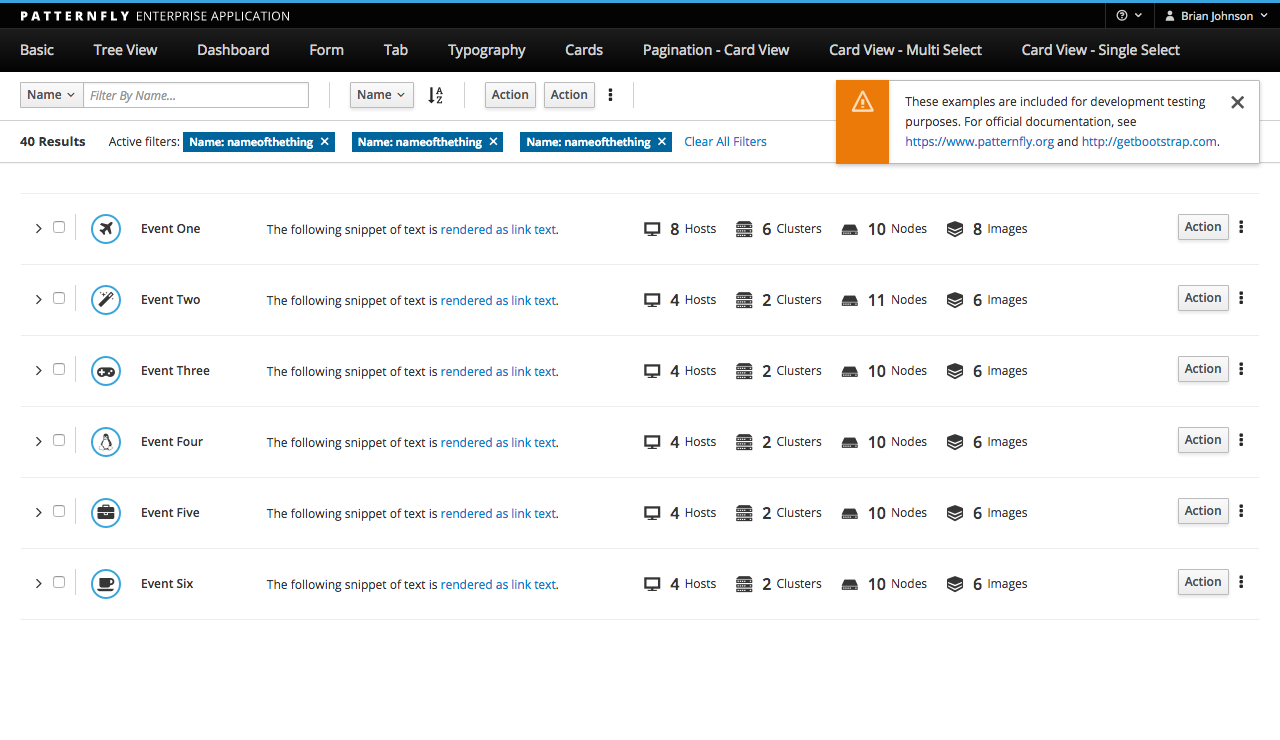 PATTERNFLY ENTERPRISE APPLICATION
Brian Johnson
Basic Tree View Dashboard Form Tab Typography Cards Pagination - Card View Card View - Multi Select Card View - Single Select
Name Filter By Name... Name Action Action
These examples are included for development testing
purposes. For official documentation, see
https://www.patternfly.org and http://getbootstrap.com.
40 Results Active filters: Name: nameofthething Name: nameofthething Name: nameofthething Clear All Filters
Event One The following snippet of text is rendered as link text. 8 Hosts 6 Clusters 10 Nodes 8 Images Action
Event Two The following snippet of text is rendered as link text. 4 Hosts 2 Clusters 11 Nodes 6 Images Action
Event Three The following snippet of text is rendered as link text. 4 Hosts 2 Clusters 10 Nodes 6 Images Action
Event Four The following snippet of text is rendered as link text. 4 Hosts 2 Clusters 10 Nodes 6 Images Action
Event Five The following snippet of text is rendered as link text. 4 Hosts 2 Clusters 10 Nodes 6 Images Action
Event Six The following snippet of text is rendered as link text. 4 Hosts 2 Clusters 10 Nodes 6 Images Action